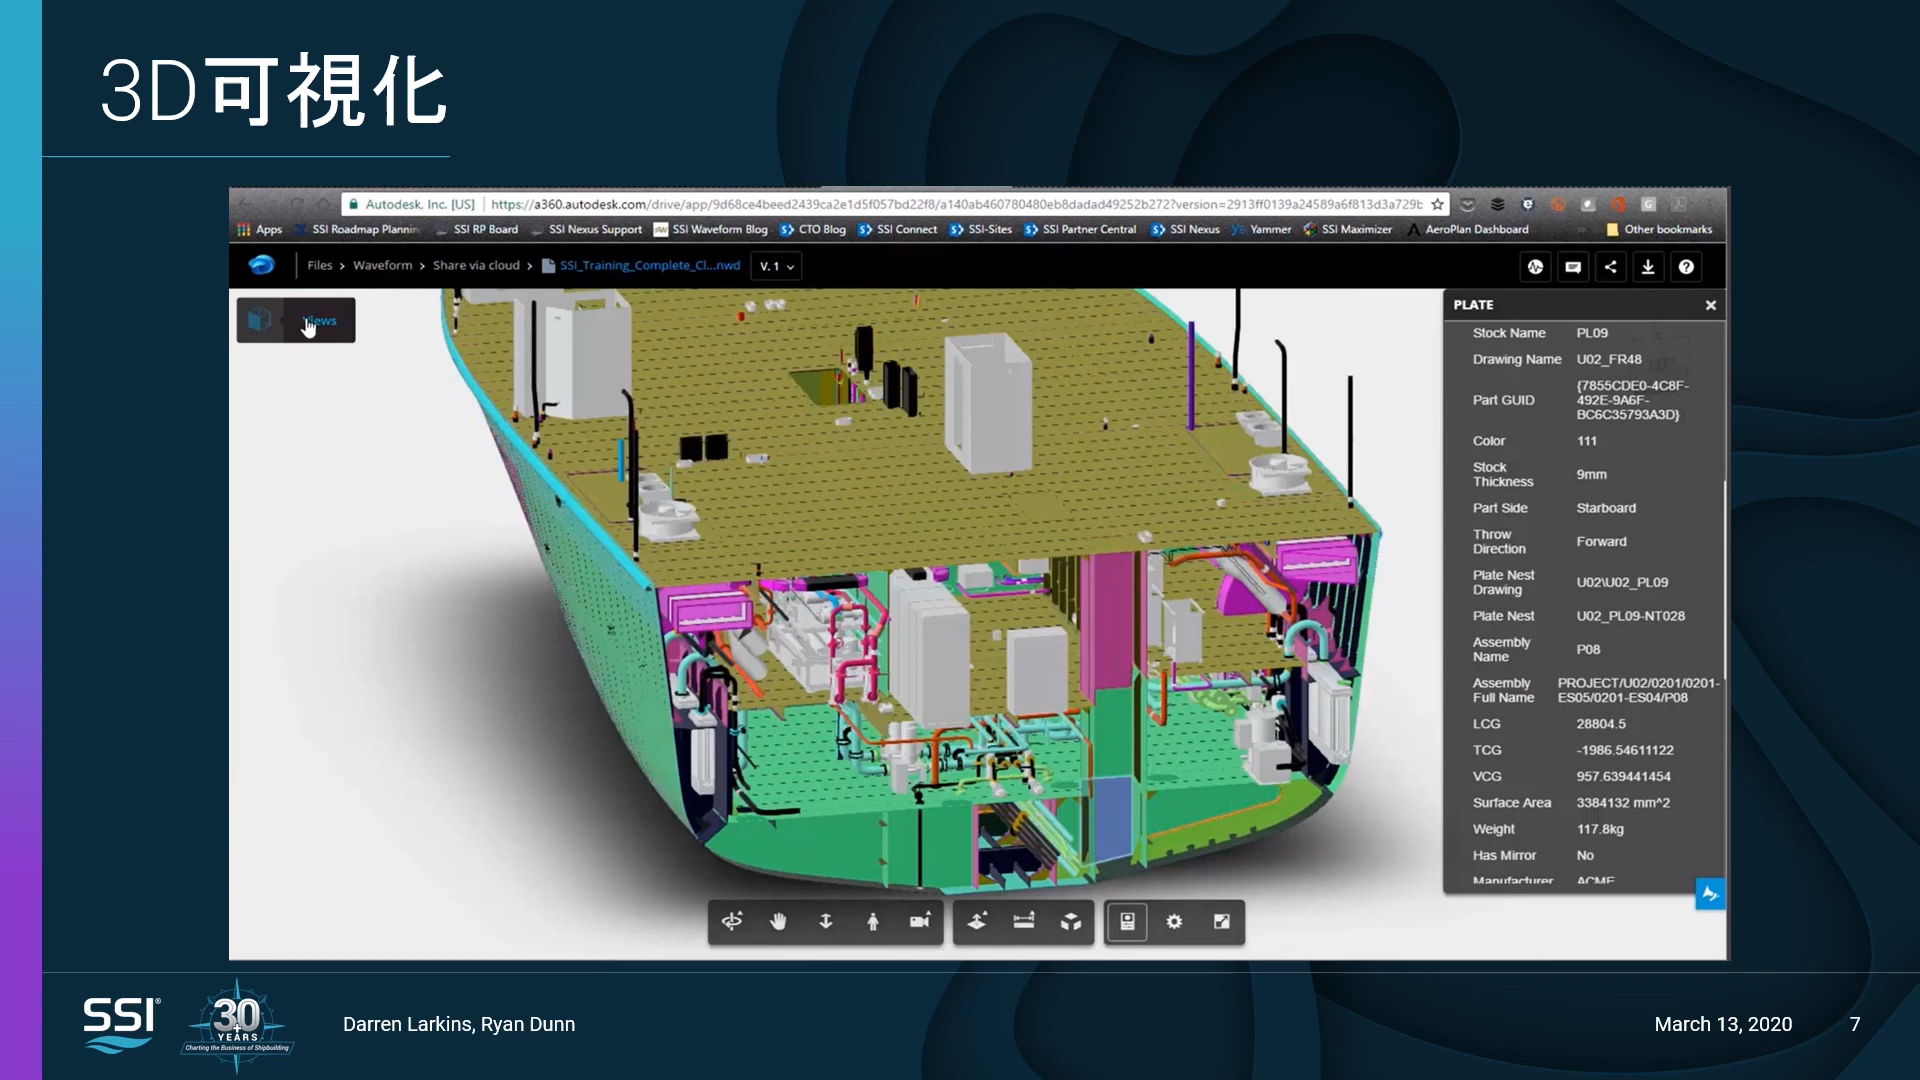 3D可視化
Autodesk, Inc. [US] https://a360.autodesk.com/drive/app/9d68ce4beed2439ca2e1d5f057bd22f8/a140ab460780480eb8dadad49252b272?version=2913ff0139a24589a6f813d3a729b
Apps SSI Roadmap Plannin SSI RP Board SSI Nexus Support SSI Waveform Blog CTO Blog SSI Connect SSI-Sites SSI Partner Central SSI Nexus Yammer SSI Maximizer AeroPlan Dashboard Other bookmarks
Files > Waveform > Share via cloud > SSI_Training_Complete_Cl...nwd V. 1
PLATE
Stock Name PL09
Drawing Name U02_FR48
Part GUID {7855CDE0-4C8F-492E-9A6F-BC6C35793A3D}
Color 111
Stock Thickness 9mm
Part Side Starboard
Throw Direction Forward
Plate Nest Drawing U02\U02_PL09
Plate Nest U02_PL09-NT028
Assembly Name P08
Assembly Full Name PROJECT/U02/0201/0201-ES05/0201-ES04/P08
LCG 28804.5
TCG -1986.54611122
VCG 957.639441454
Surface Area 3384132 mm^2
Weight 117.8kg
Has Mirror No
Manufacturer ACME
SSI®
30+
YEARS
Charting the Business of Shipbuilding
Darren Larkins, Ryan Dunn
March 13, 2020
7